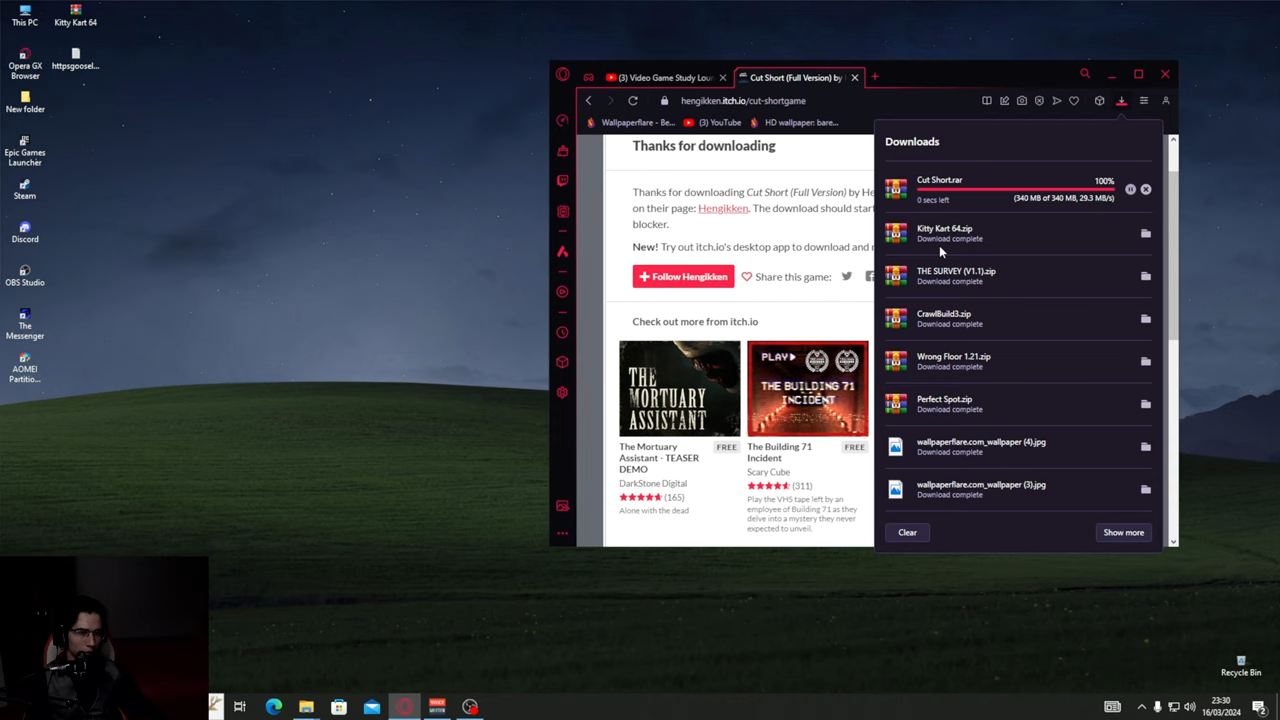 This PC
Kitty Kart 64
Opera GX
Browser
httpsgoosel...
New folder
Epic Games
Launcher
Steam
Discord
OBS Studio
The
Messenger
AOMEI
Partitio...
(3) Video Game Study Loun
Cut Short (Full Version) by
hengikken.itch.io/cut-shortgame
Wallpaperflare - Be...
(3) YouTube
HD wallpaper: bare...
Thanks for downloading
Thanks for downloading Cut Short (Full Version) by He
on their page: Hengikken. The download should start
blocker.
New! Try out itch.io's desktop app to download and
Follow Hengikken
Share this game:
Check out more from itch.io
THE
MORTUARY
ASSISTANT
The Mortuary
Assistant - TEASER
DEMO
FREE
DarkStone Digital
(165)
Alone with the dead
PLAY
THE BUILDING 71
INCIDENT
The Building 71
Incident
FREE
Scary Cube
(311)
Play the VHS tape left by an
employee of Building 71 as they
delve into a mystery they never
expected to unveil.
Downloads
Cut Short.rar
100%
0 secs left
(340 MB of 340 MB, 29.3 MB/s)
Kitty Kart 64.zip
Download complete
THE SURVEY (V1.1).zip
Download complete
CrawlBuild3.zip
Download complete
Wrong Floor 1.21.zip
Download complete
Perfect Spot.zip
Download complete
wallpaperflare.com_wallpaper (4).jpg
Download complete
wallpaperflare.com_wallpaper (3).jpg
Download complete
Clear
Show more
Recycle Bin
23:30
16/03/2024
2